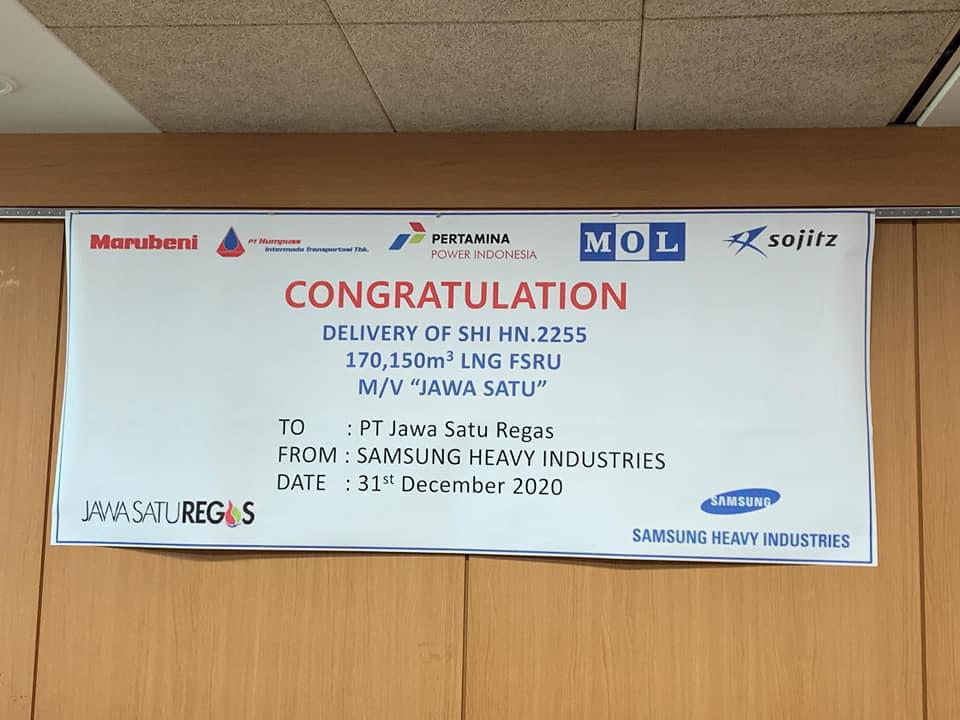 Marubeni
PT Humpuss
Intermoda Transportasi Tbk.
PERTAMINA
POWER INDONESIA
MOL
sojitz
CONGRATULATION
DELIVERY OF SHI HN.2255
170,150m³ LNG FSRU
M/V “JAWA SATU”
TO : PT Jawa Satu Regas
FROM : SAMSUNG HEAVY INDUSTRIES
DATE : 31st December 2020
JAWA SATU REGAS
SAMSUNG
SAMSUNG HEAVY INDUSTRIES